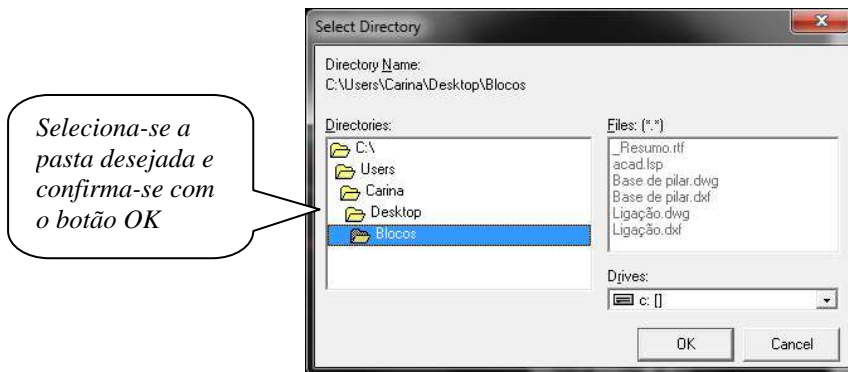 Select Directory
Directory Name:
C:\Users\Carina\Desktop\Blocos
Seleciona-se a
pasta desejada e
confirma-se com
o botão OK
Directories:
C:\
Users
Carina
Desktop
Blocos
Files: (*.*)
_Resumo.rtf
acad.lsp
Base de pilar.dwg
Base de pilar.dxf
Ligação.dwg
Ligação.dxf
Drives:
c: []
OK
Cancel